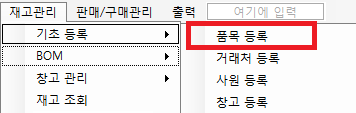 재고관리 판매/구매관리 출력 여기에 입력
기초 등록 품목 등록
BOM 거래처 등록
창고 관리 사원 등록
재고 조회 창고 등록